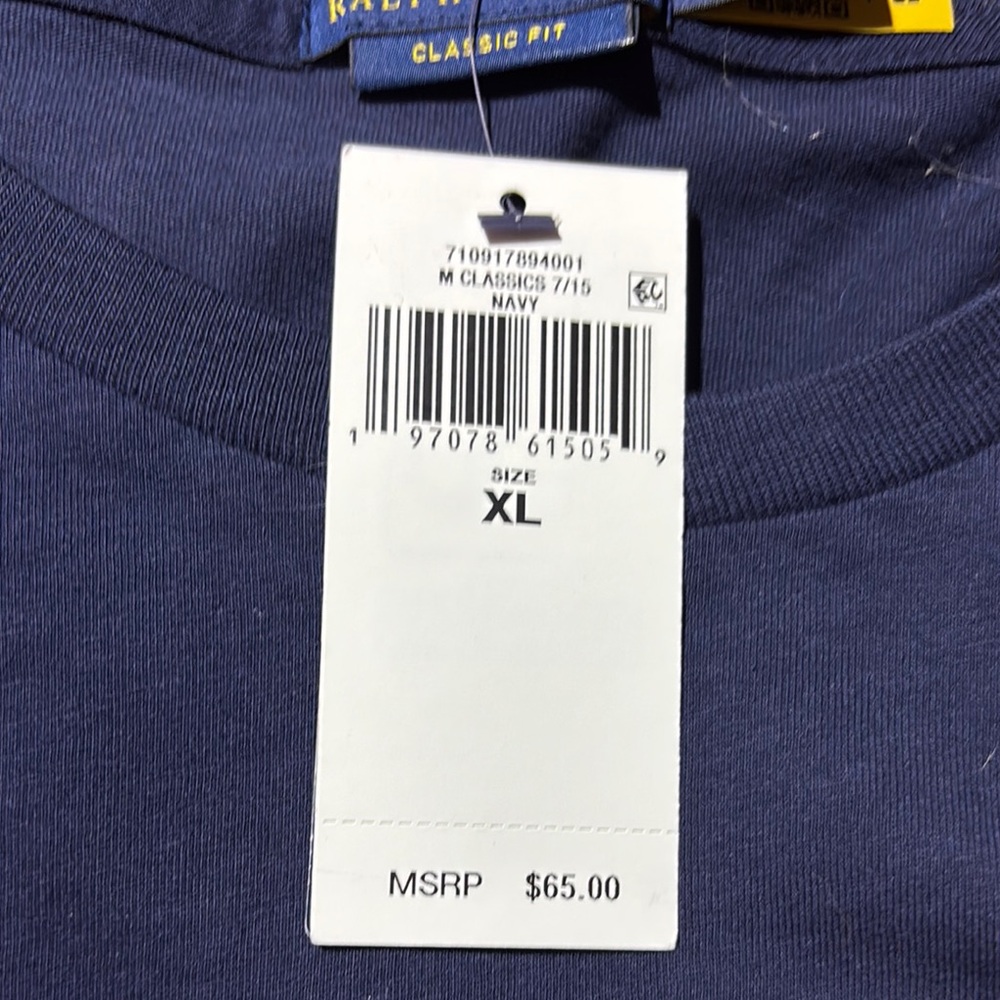 CLASSIC FIT
710917894001
M CLASSICS 7/15
NAVY
1 97078 61505 9
SIZE
XL
MSRP $65.00